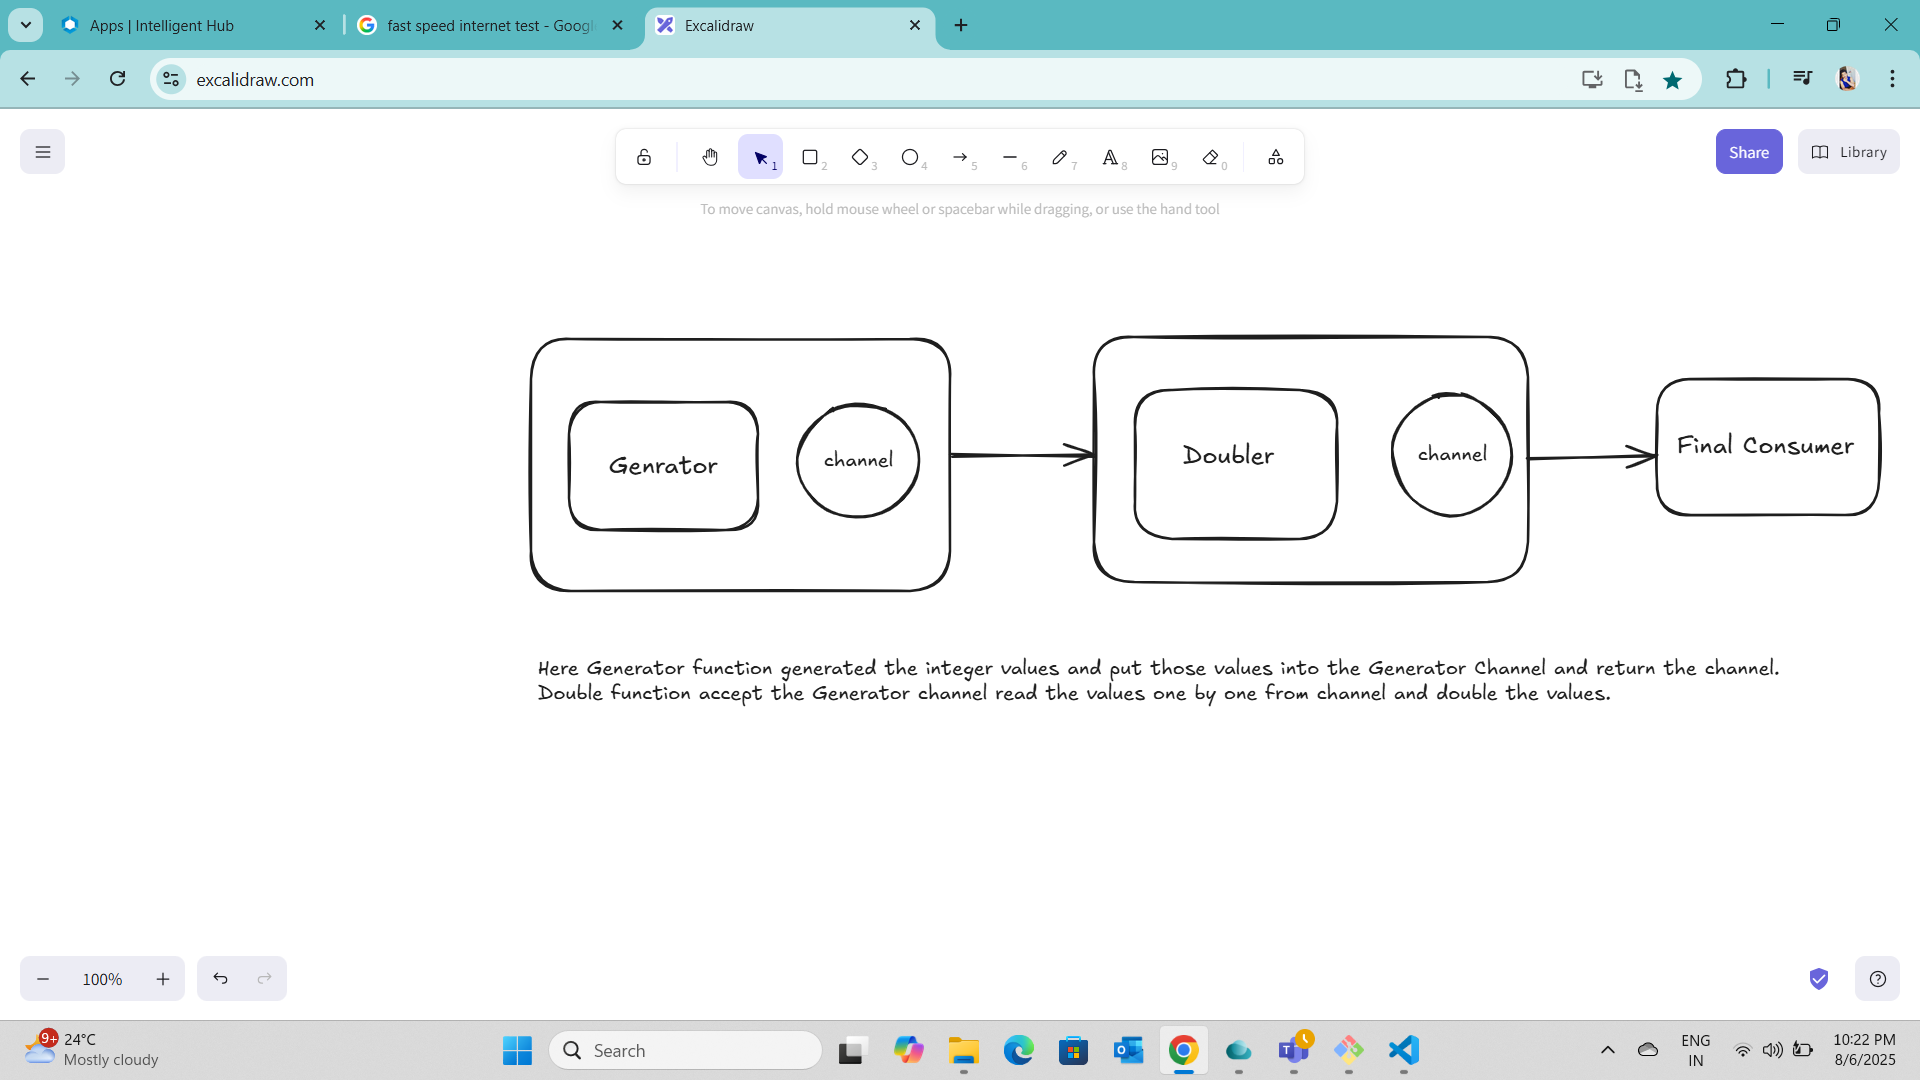 Apps | Intelligent Hub
fast speed internet test - Googl
Excalidraw
excalidraw.com
1
2
3
4
5
6
7
8
9
0
Share
Library
To move canvas, hold mouse wheel or spacebar while dragging, or use the hand tool
Genrator
channel
Doubler
channel
Final Consumer
Here Generator function generated the integer values and put those values into the Generator Channel and return the channel.
Double function accept the Generator channel read the values one by one from channel and double the values.
100%
9+
24°C
Mostly cloudy
Search
ENG
IN
10:22 PM
8/6/2025